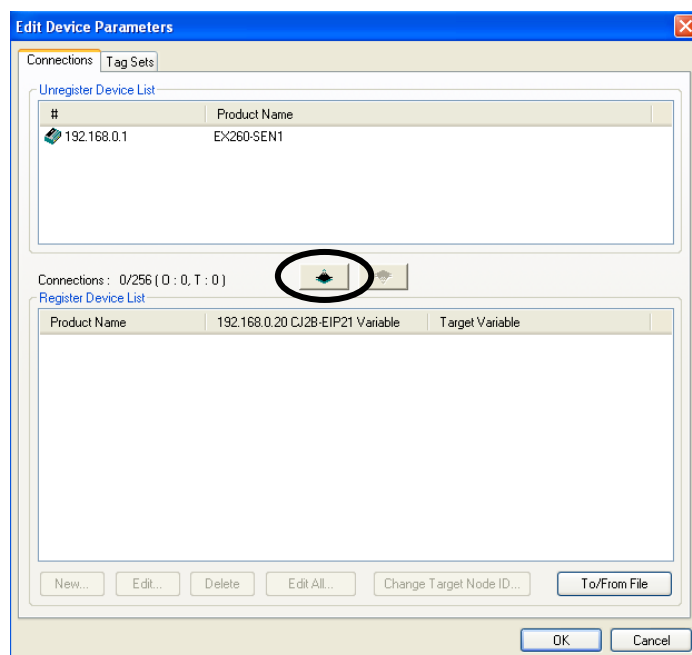 Edit Device Parameters
Connections Tag Sets
Unregister Device List
# Product Name
192.168.0.1 EX260-SEN1
Connections : 0/256 ( O : 0, T : 0 )
Register Device List
Product Name 192.168.0.20 CJ2B-EIP21 Variable Target Variable
New... Edit... Delete Edit All... Change Target Node ID... To/From File
OK Cancel